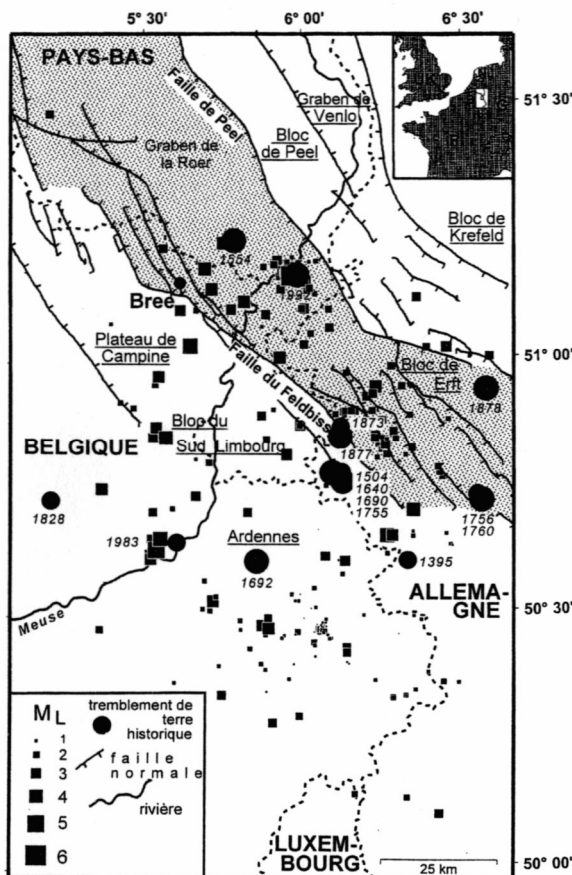 5° 30'
6° 00'
6° 30'
PAYS-BAS
Faille de Peel
Graben de
Venlo
51° 30'
Graben de
la Roer
Bloc
de Peel
Bloc de
Krefeld
1992
Bree
Plateau de
Campine
Faille du Feldbiss
51° 00'
Bloc de
Erft
1878
Bloc du
Sud Limbourg
1873
1877
BELGIQUE
1504
1640
1690
1755
1828
1756
1760
1983
Ardennes
1692
1395
ALLEMA-
GNE
Meuse
50° 30'
ML
tremblement de
terre
historique
1
2
3
faille
normale
4
5
rivière
6
LUXEM-
BOURG
25 km
50° 00'